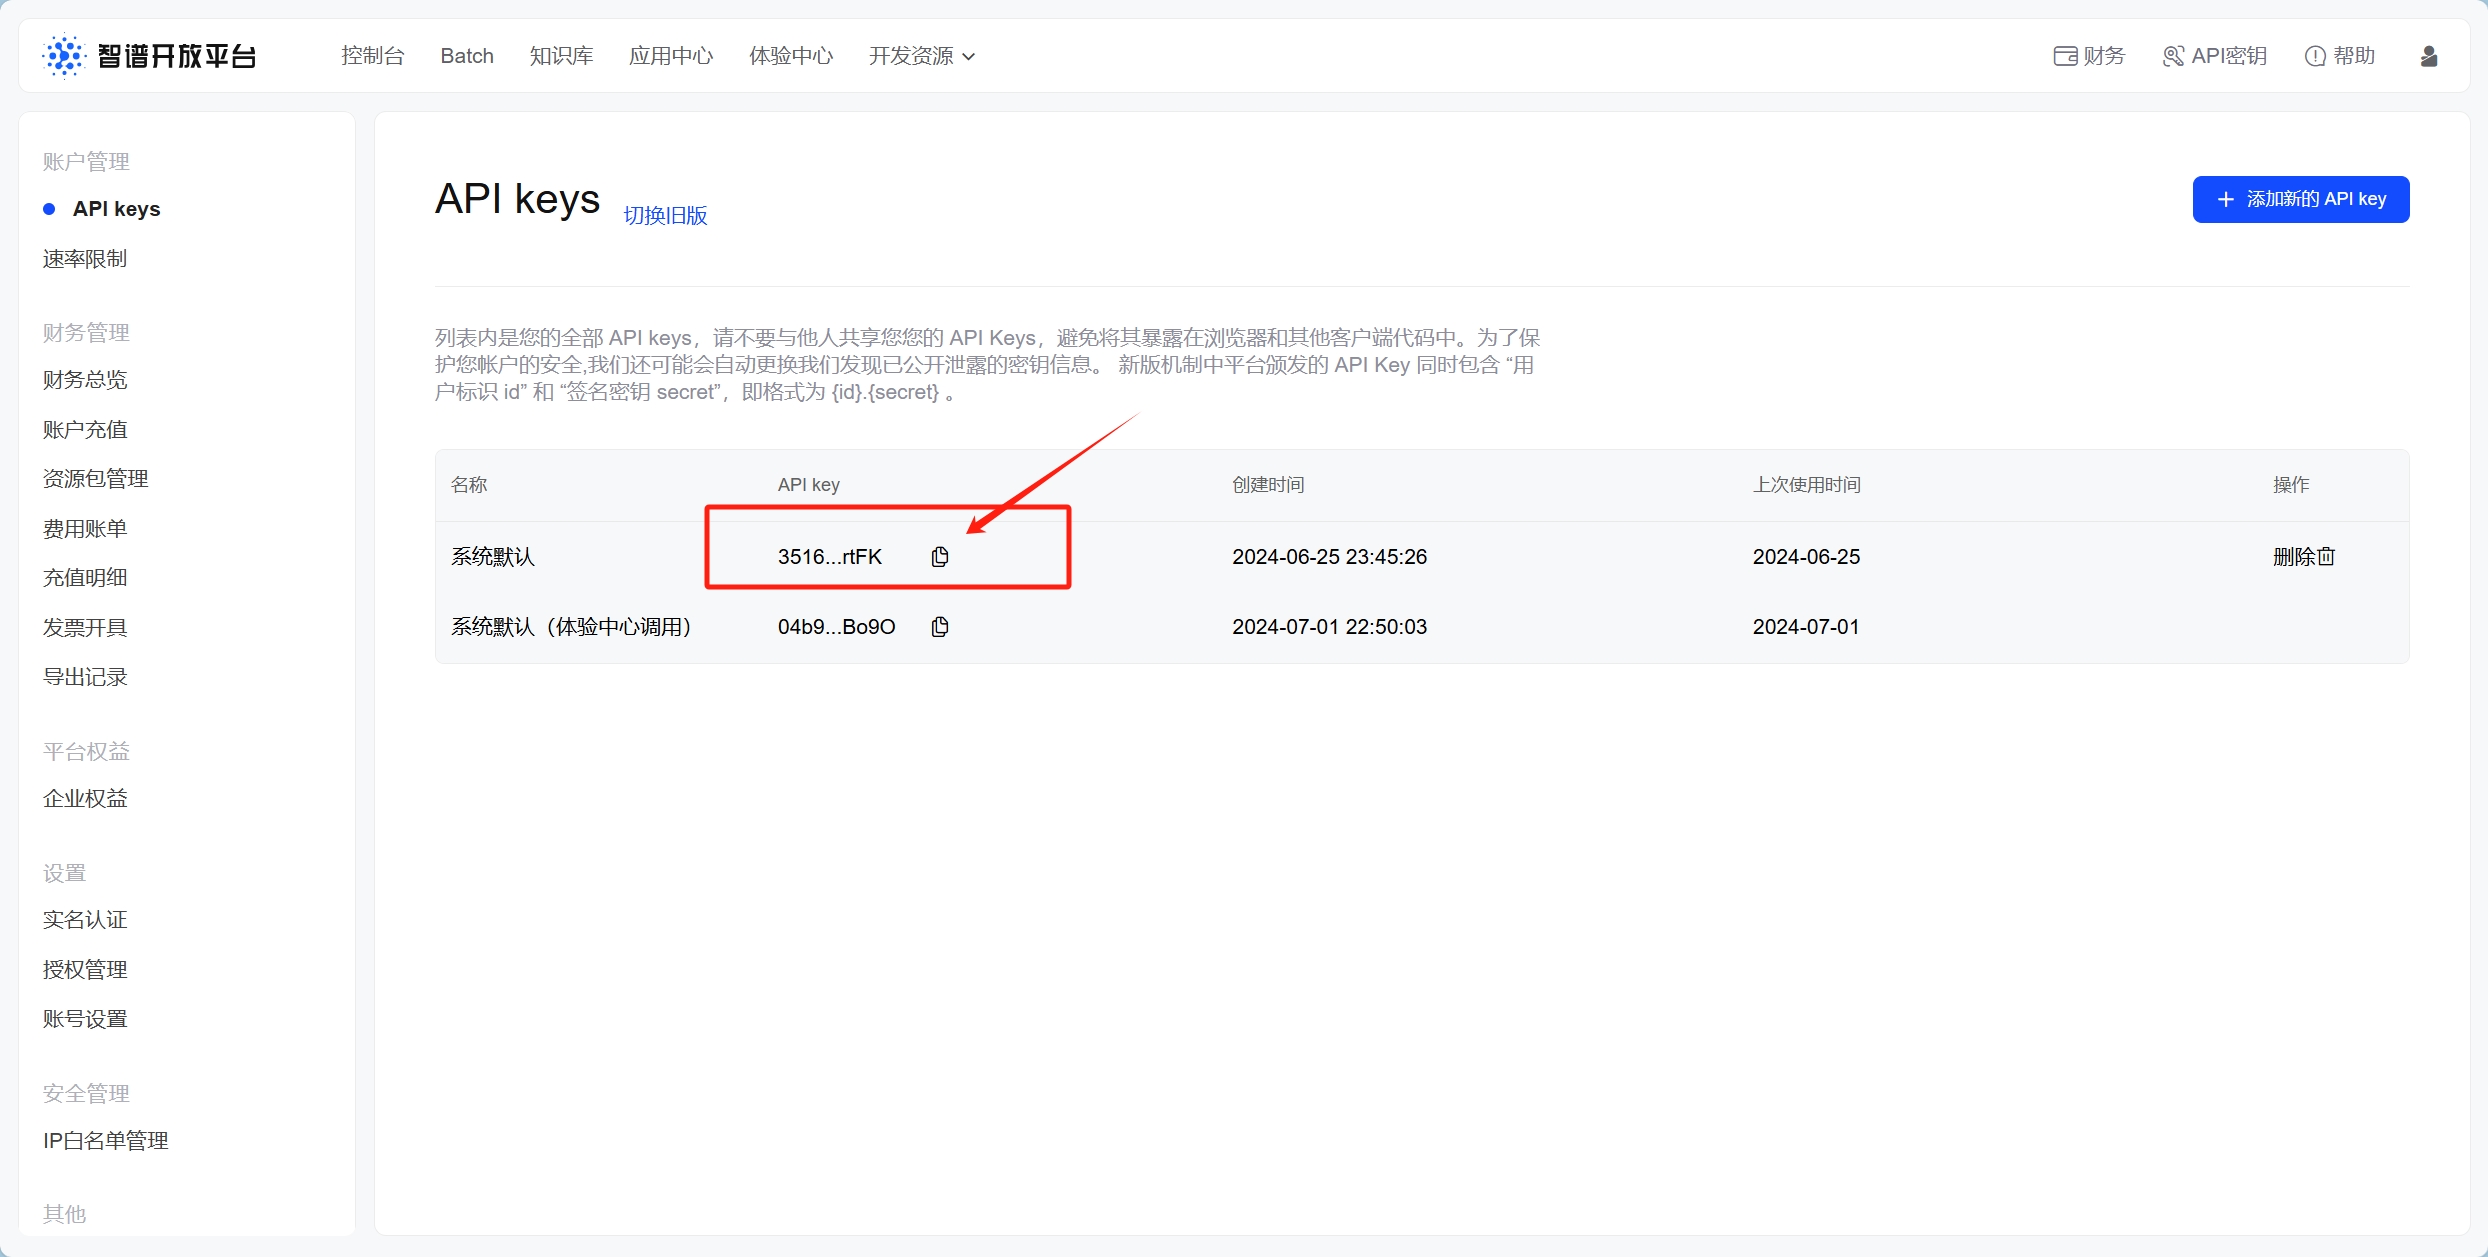 智谱开放平台 控制台 Batch 知识库 应用中心 体验中心 开发资源 财务 API密钥 帮助
账户管理
API keys
速率限制
财务管理
财务总览
账户充值
资源包管理
费用账单
充值明细
发票开具
导出记录
平台权益
企业权益
设置
实名认证
授权管理
账号设置
安全管理
IP白名单管理
其他
API keys 切换旧版
添加新的 API key
列表内是您的全部 API keys，请不要与他人共享您您的 API Keys，避免将其暴露在浏览器和其他客户端代码中。为了保
护您帐户的安全,我们还可能会自动更换我们发现已公开泄露的密钥信息。 新版机制中平台颁发的 API Key 同时包含 “用
户标识 id” 和 “签名密钥 secret”，即格式为 {id}.{secret} 。
名称 API key 创建时间 上次使用时间 操作
系统默认 3516...rtFK 2024-06-25 23:45:26 2024-06-25 删除
系统默认（体验中心调用） 04b9...Bo9O 2024-07-01 22:50:03 2024-07-01